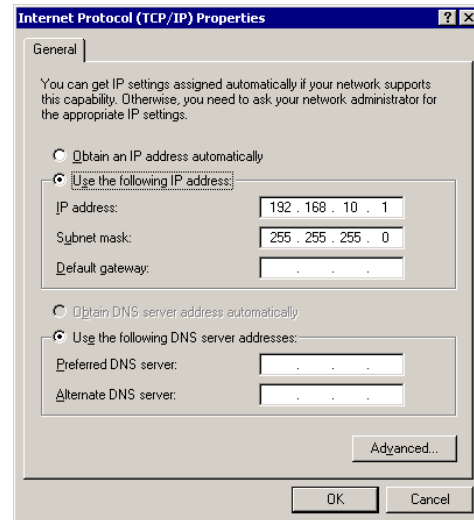 Internet Protocol (TCP/IP) Properties
General
You can get IP settings assigned automatically if your network supports
this capability. Otherwise, you need to ask your network administrator for
the appropriate IP settings.
Obtain an IP address automatically
Use the following IP address:
IP address: 192 . 168 . 10 . 1
Subnet mask: 255 . 255 . 255 . 0
Default gateway: . . .
Obtain DNS server address automatically
Use the following DNS server addresses:
Preferred DNS server: . . .
Alternate DNS server: . . .
Advanced...
OK Cancel